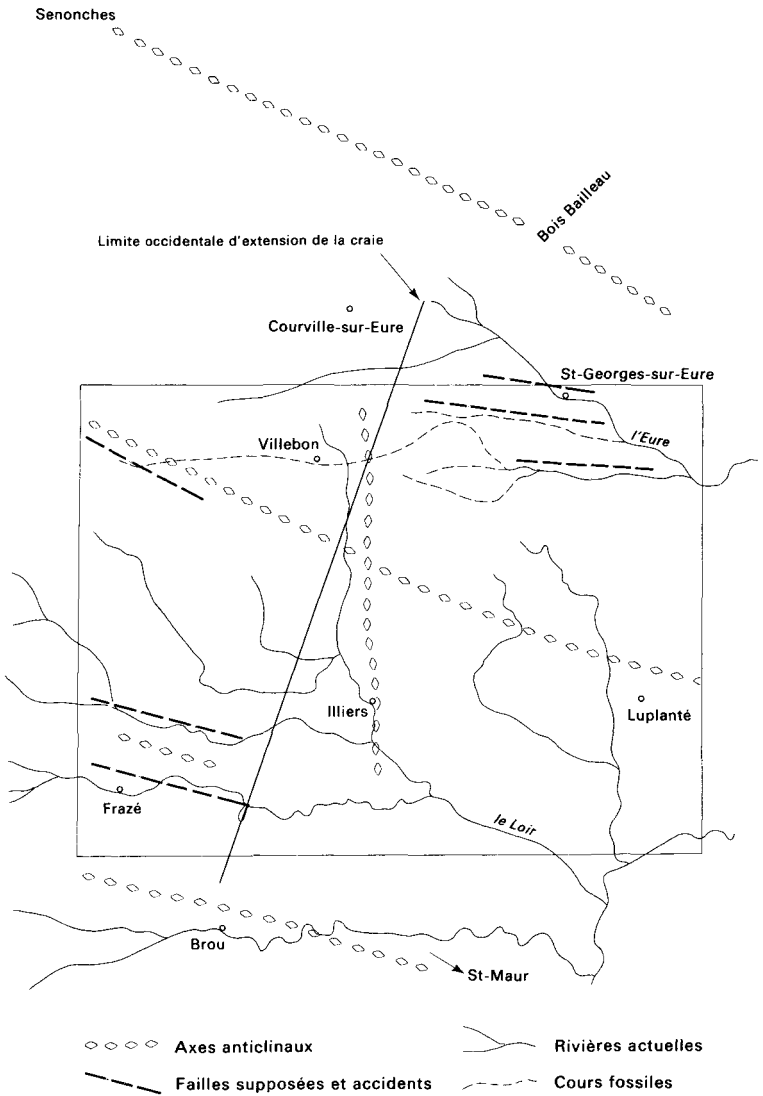 Senonches
Bois Bailleau
Limite occidentale d'extension de la craie
Courville-sur-Eure
St-Georges-sur-Eure
l'Eure
Villebon
Illiers
Luplanté
Frazé
le Loir
Brou
St-Maur
Axes anticlinaux
Rivières actuelles
Failles supposées et accidents
Cours fossiles